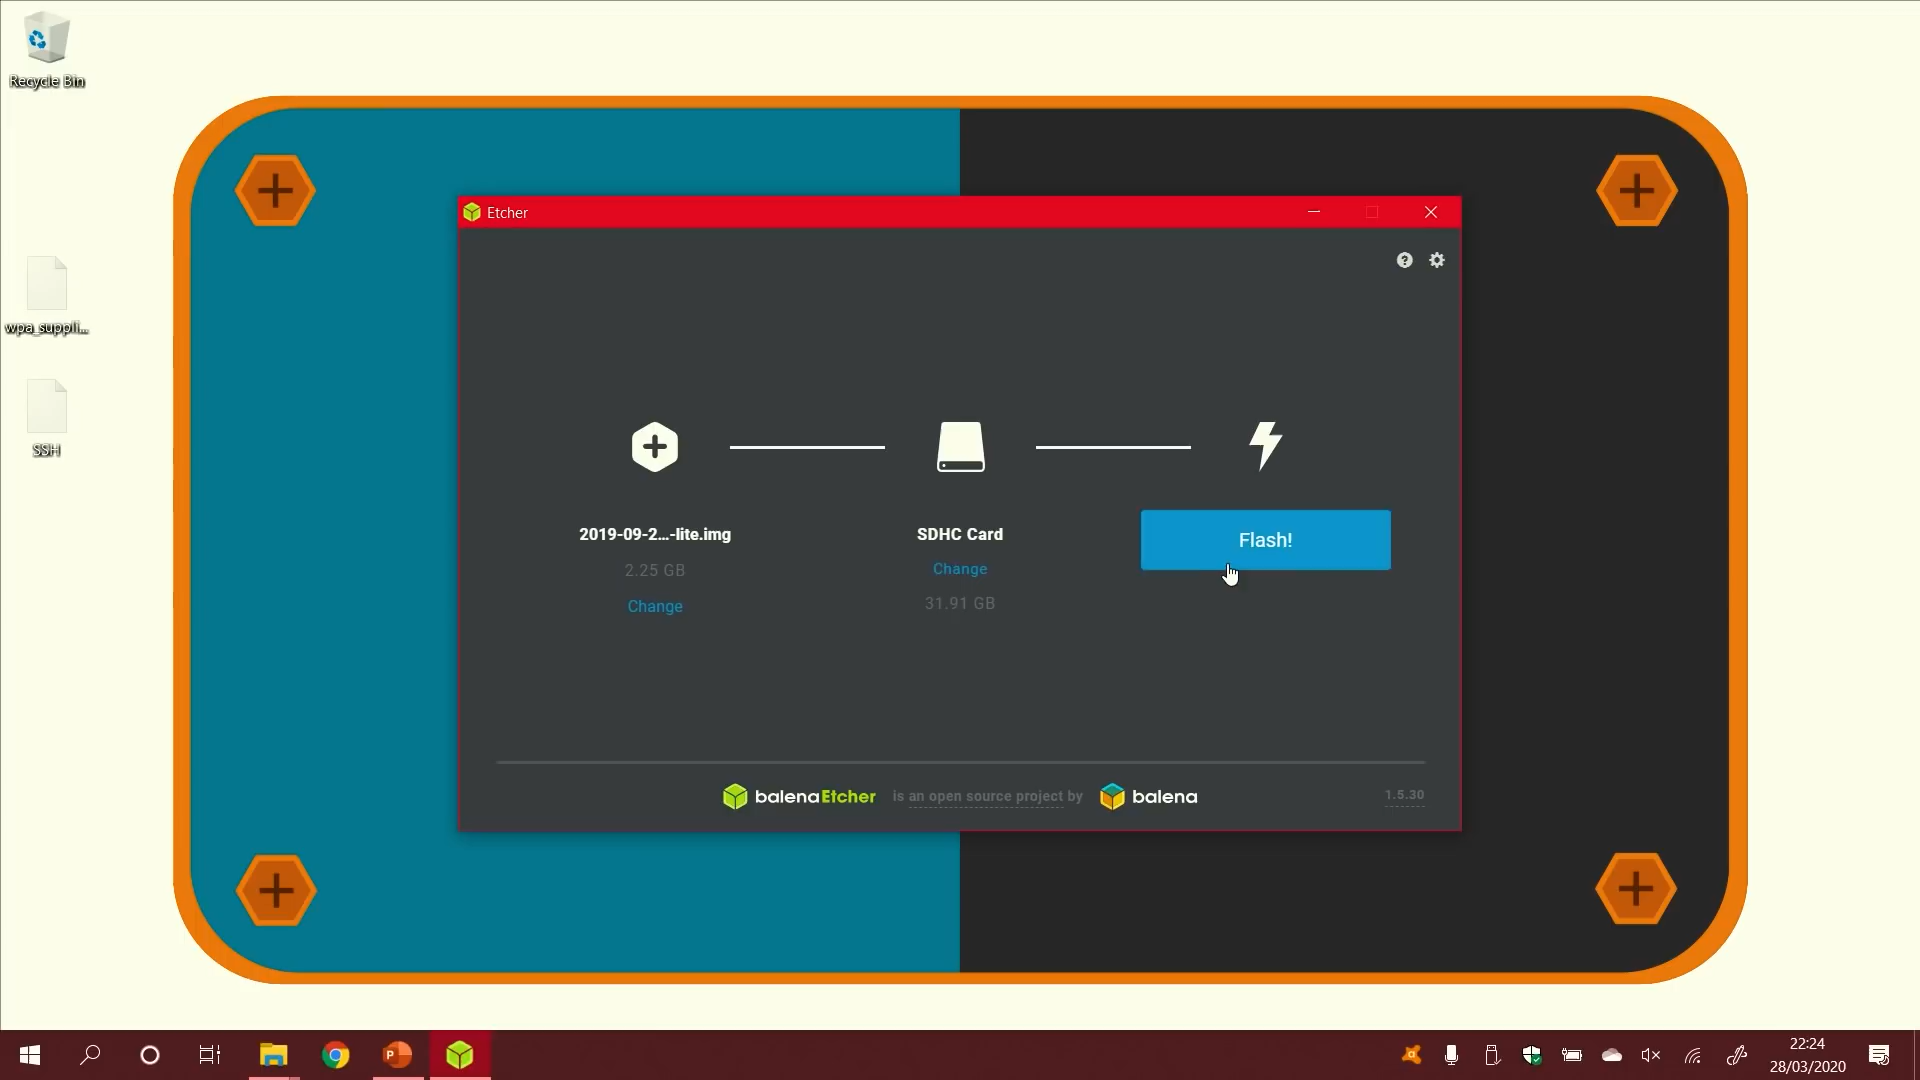 Recycle Bin
wpa_suppli...
SSH
Etcher
2019-09-2...-lite.img
2.25 GB
Change
SDHC Card
Change
31.91 GB
Flash!
balenaEtcher is an open source project by balena
1.5.30
22:24
28/03/2020